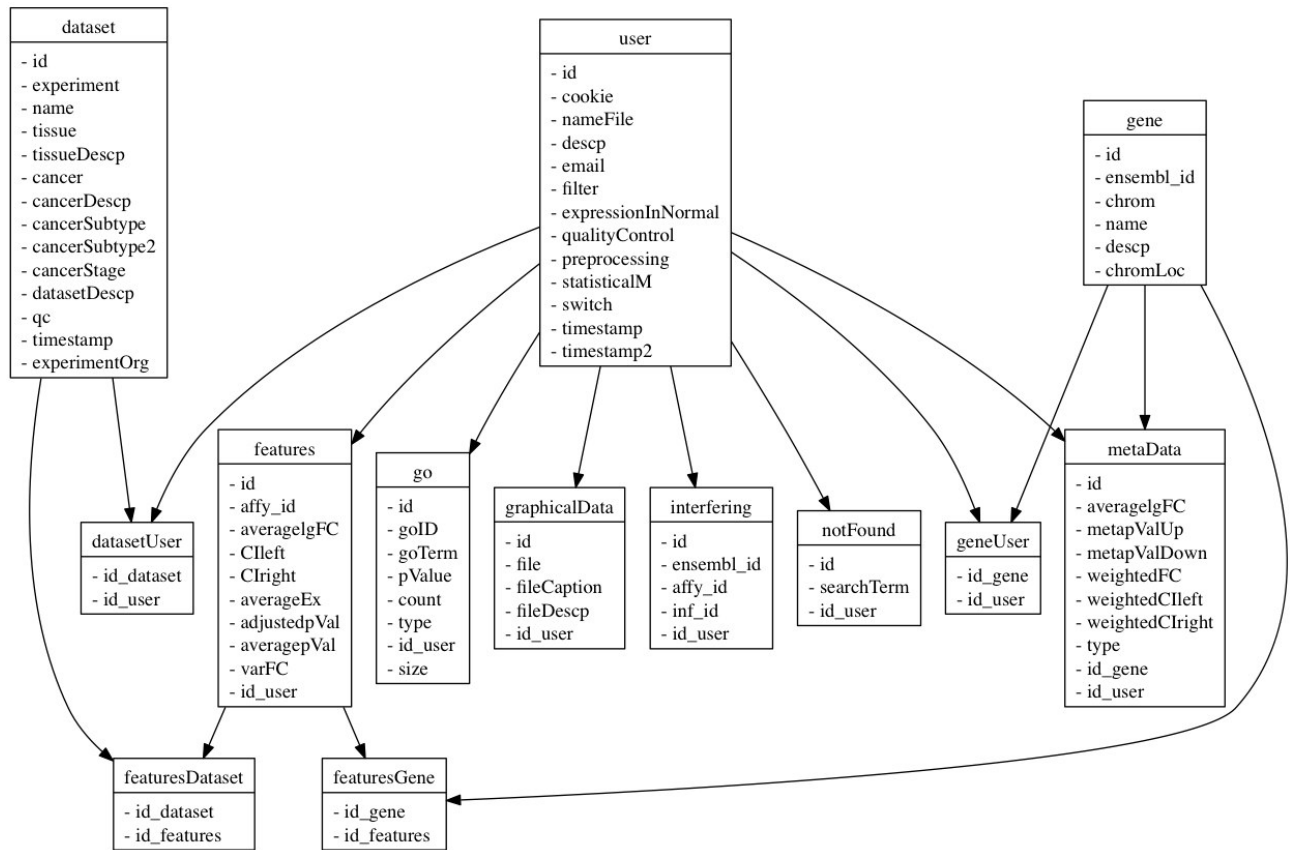 dataset
- id
- experiment
- name
- tissue
- tissueDescp
- cancer
- cancerDescp
- cancerSubtype
- cancerSubtype2
- cancerStage
- datasetDescp
- qc
- timestamp
- experimentOrg
user
- id
- cookie
- nameFile
- descp
- email
- filter
- expressionInNormal
- qualityControl
- preprocessing
- statisticalM
- switch
- timestamp
- timestamp2
gene
- id
- ensembl_id
- chrom
- name
- descp
- chromLoc
datasetUser
- id_dataset
- id_user
features
- id
- affy_id
- averagelgFC
- CIleft
- CIright
- averageEx
- adjustedpVal
- averagepVal
- varFC
- id_user
go
- id
- goID
- goTerm
- pValue
- count
- type
- id_user
- size
graphicalData
- id
- file
- fileCaption
- fileDescp
- id_user
interfering
- id
- ensembl_id
- affy_id
- inf_id
- id_user
notFound
- id
- searchTerm
- id_user
geneUser
- id_gene
- id_user
metaData
- id
- averagelgFC
- metapValUp
- metapValDown
- weightedFC
- weightedCIleft
- weightedCIright
- type
- id_gene
- id_user
featuresDataset
- id_dataset
- id_features
featuresGene
- id_gene
- id_features